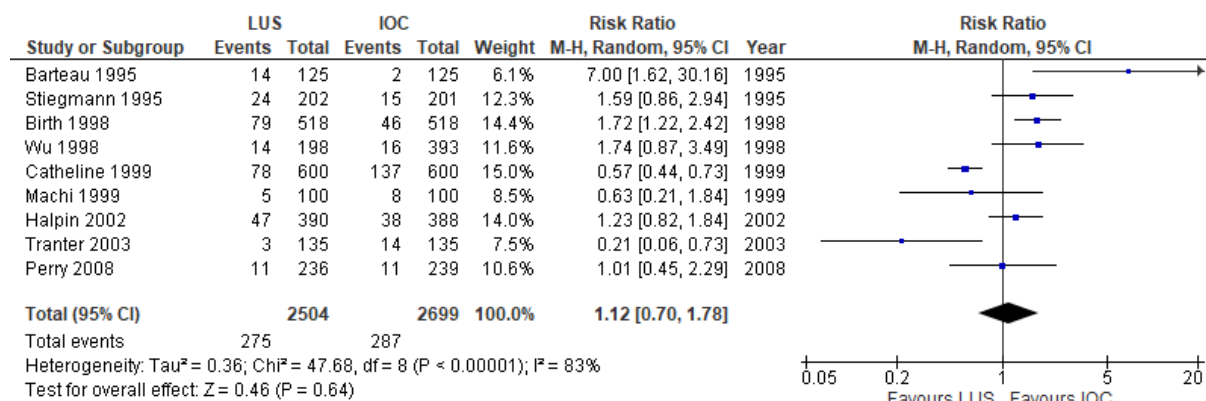 LUS IOC Risk Ratio Risk Ratio
Study or Subgroup Events Total Events Total Weight M-H, Random, 95% CI Year M-H, Random, 95% CI
Barteau 1995 14 125 2 125 6.1% 7.00 [1.62, 30.16] 1995
Stiegmann 1995 24 202 15 201 12.3% 1.59 [0.86, 2.94] 1995
Birth 1998 79 518 46 518 14.4% 1.72 [1.22, 2.42] 1998
Wu 1998 14 198 16 393 11.6% 1.74 [0.87, 3.49] 1998
Catheline 1999 78 600 137 600 15.0% 0.57 [0.44, 0.73] 1999
Machi 1999 5 100 8 100 8.5% 0.63 [0.21, 1.84] 1999
Halpin 2002 47 390 38 388 14.0% 1.23 [0.82, 1.84] 2002
Tranter 2003 3 135 14 135 7.5% 0.21 [0.06, 0.73] 2003
Perry 2008 11 236 11 239 10.6% 1.01 [0.45, 2.29] 2008
Total (95% CI) 2504 2699 100.0% 1.12 [0.70, 1.78]
Total events 275 287
Heterogeneity: Tau² = 0.36; Chi² = 47.68, df = 8 (P < 0.00001); I² = 83%
Test for overall effect: Z = 0.46 (P = 0.64)
0.05 0.2 1 5 20
Favours LUS Favours IOC